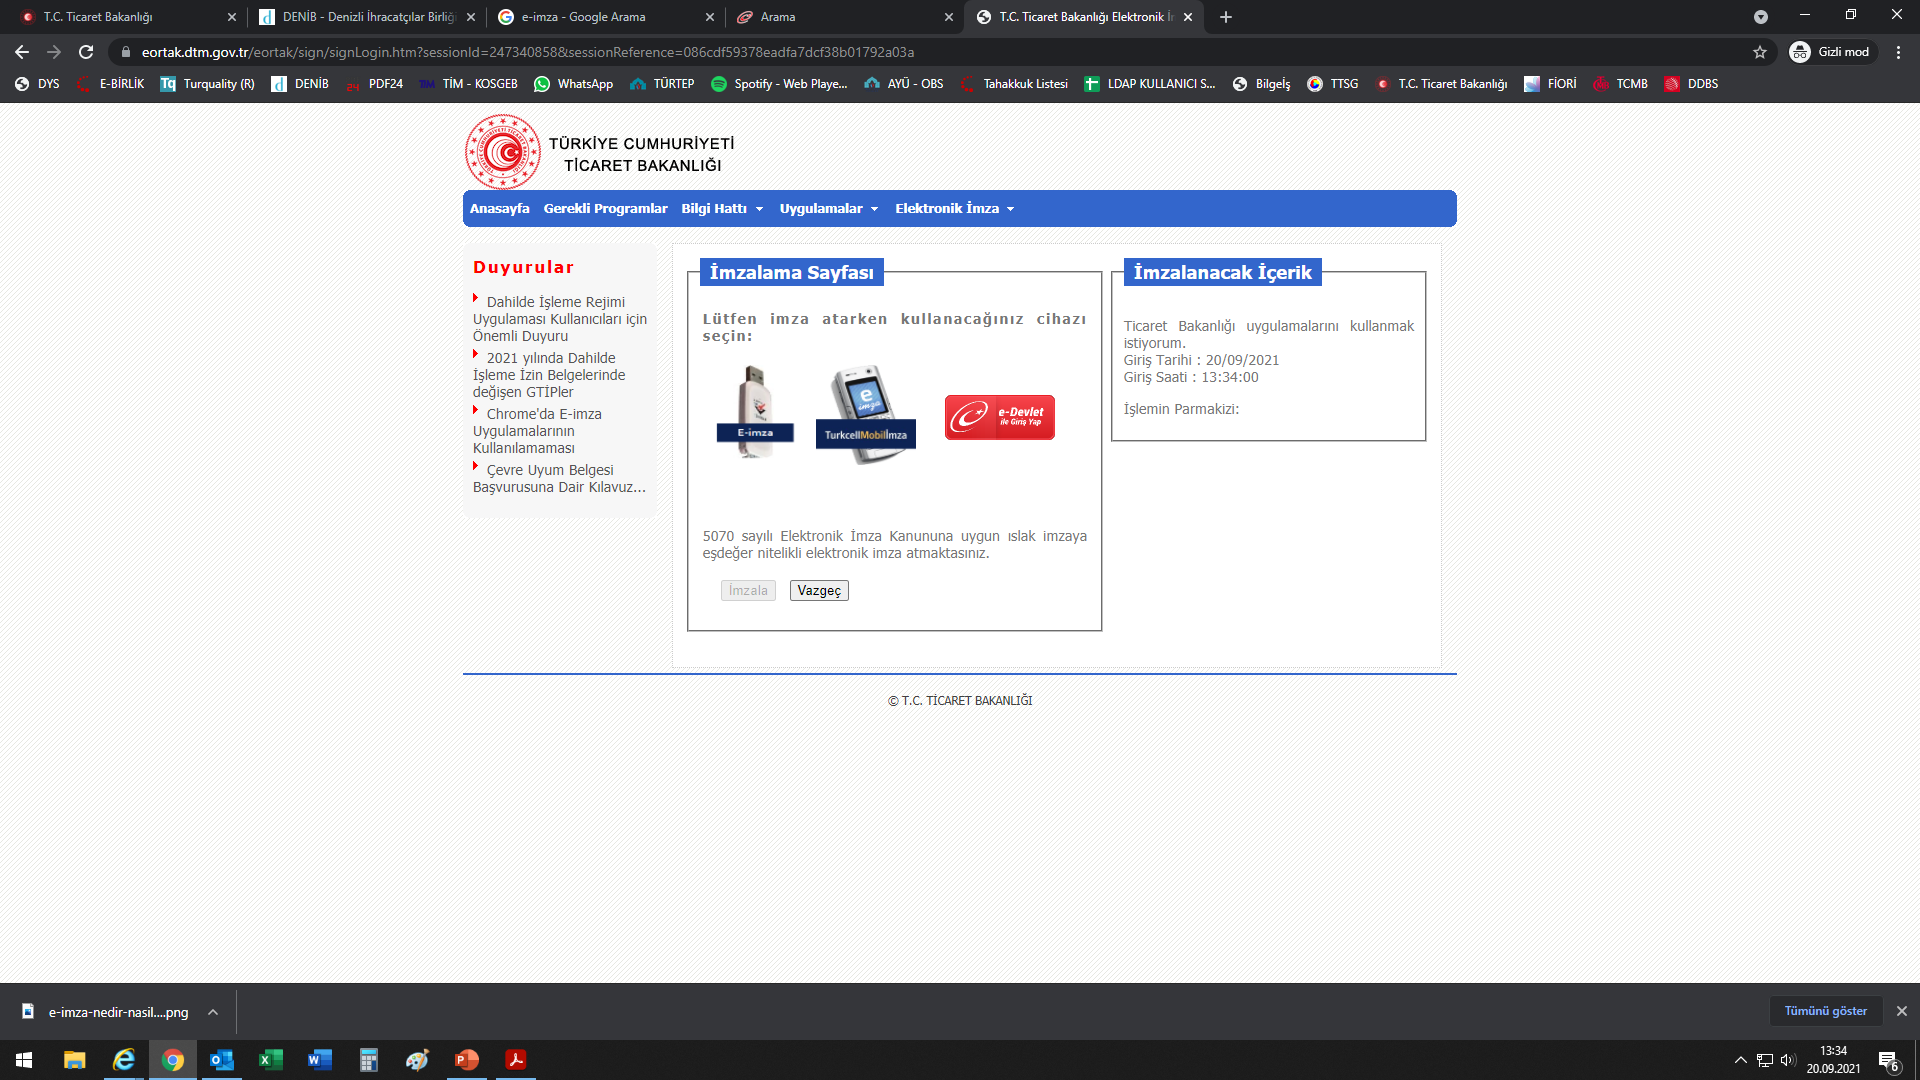 T.C. Ticaret Bakanlığı
DENİB - Denizli İhracatçılar Birliği
e-imza - Google Arama
Arama
T.C. Ticaret Bakanlığı Elektronik İ
eortak.dtm.gov.tr/eortak/sign/signLogin.htm?sessionId=247340858&sessionReference=086cdf59378eadfa7dcf38b01792a03a
Gizli mod
DYS
E-BİRLİK
Tq Turquality (R)
d DENİB
24 PDF24
TİM TİM - KOSGEB
WhatsApp
TÜRTEP
Spotify - Web Playe...
AYÜ - OBS
Tahakkuk Listesi
LDAP KULLANICI S...
Bilgeİş
TTSG
T.C. Ticaret Bakanlığı
FİORİ
TCMB
DDBS
TÜRKİYE CUMHURİYETİ
TİCARET BAKANLIĞI
Anasayfa Gerekli Programlar Bilgi Hattı Uygulamalar Elektronik İmza
Duyurular
Dahilde İşleme Rejimi
Uygulaması Kullanıcıları için
Önemli Duyuru
2021 yılında Dahilde
İşleme İzin Belgelerinde
değişen GTİPler
Chrome'da E-imza
Uygulamalarının
Kullanılamaması
Çevre Uyum Belgesi
Başvurusuna Dair Kılavuz...
İmzalama Sayfası
Lütfen imza atarken kullanacağınız cihazı
seçin:
E-imza
e
imza
TurkcellMobilİmza
e-Devlet
ile Giriş Yap
5070 sayılı Elektronik İmza Kanununa uygun ıslak imzaya
eşdeğer nitelikli elektronik imza atmaktasınız.
İmzala Vazgeç
İmzalanacak İçerik
Ticaret Bakanlığı uygulamalarını kullanmak
istiyorum.
Giriş Tarihi : 20/09/2021
Giriş Saati : 13:34:00
İşlemin Parmakizi:
© T.C. TİCARET BAKANLIĞI
e-imza-nedir-nasil....png
Tümünü göster
13:34
20.09.2021
6